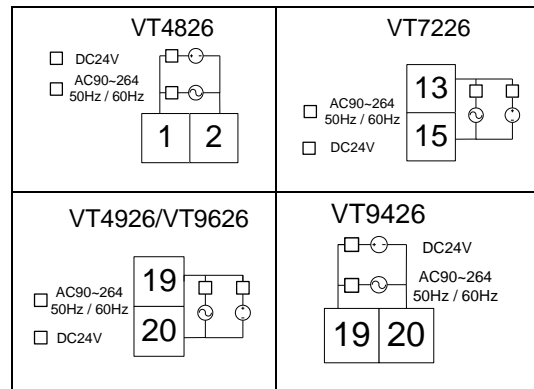 VT4826
DC24V
AC90~264
50Hz / 60Hz
1 2
VT7226
13
AC90~264
50Hz / 60Hz
15
DC24V
VT4926/VT9626
19
AC90~264
50Hz / 60Hz
20
DC24V
VT9426
DC24V
AC90~264
50Hz / 60Hz
19 20